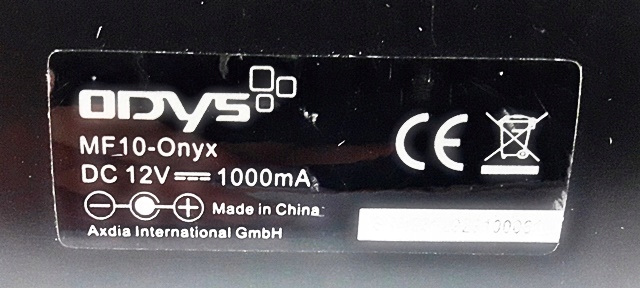 ODYS
MF10-Onyx
DC 12V 1000mA
Made in China
Axdia International GmbH
CE